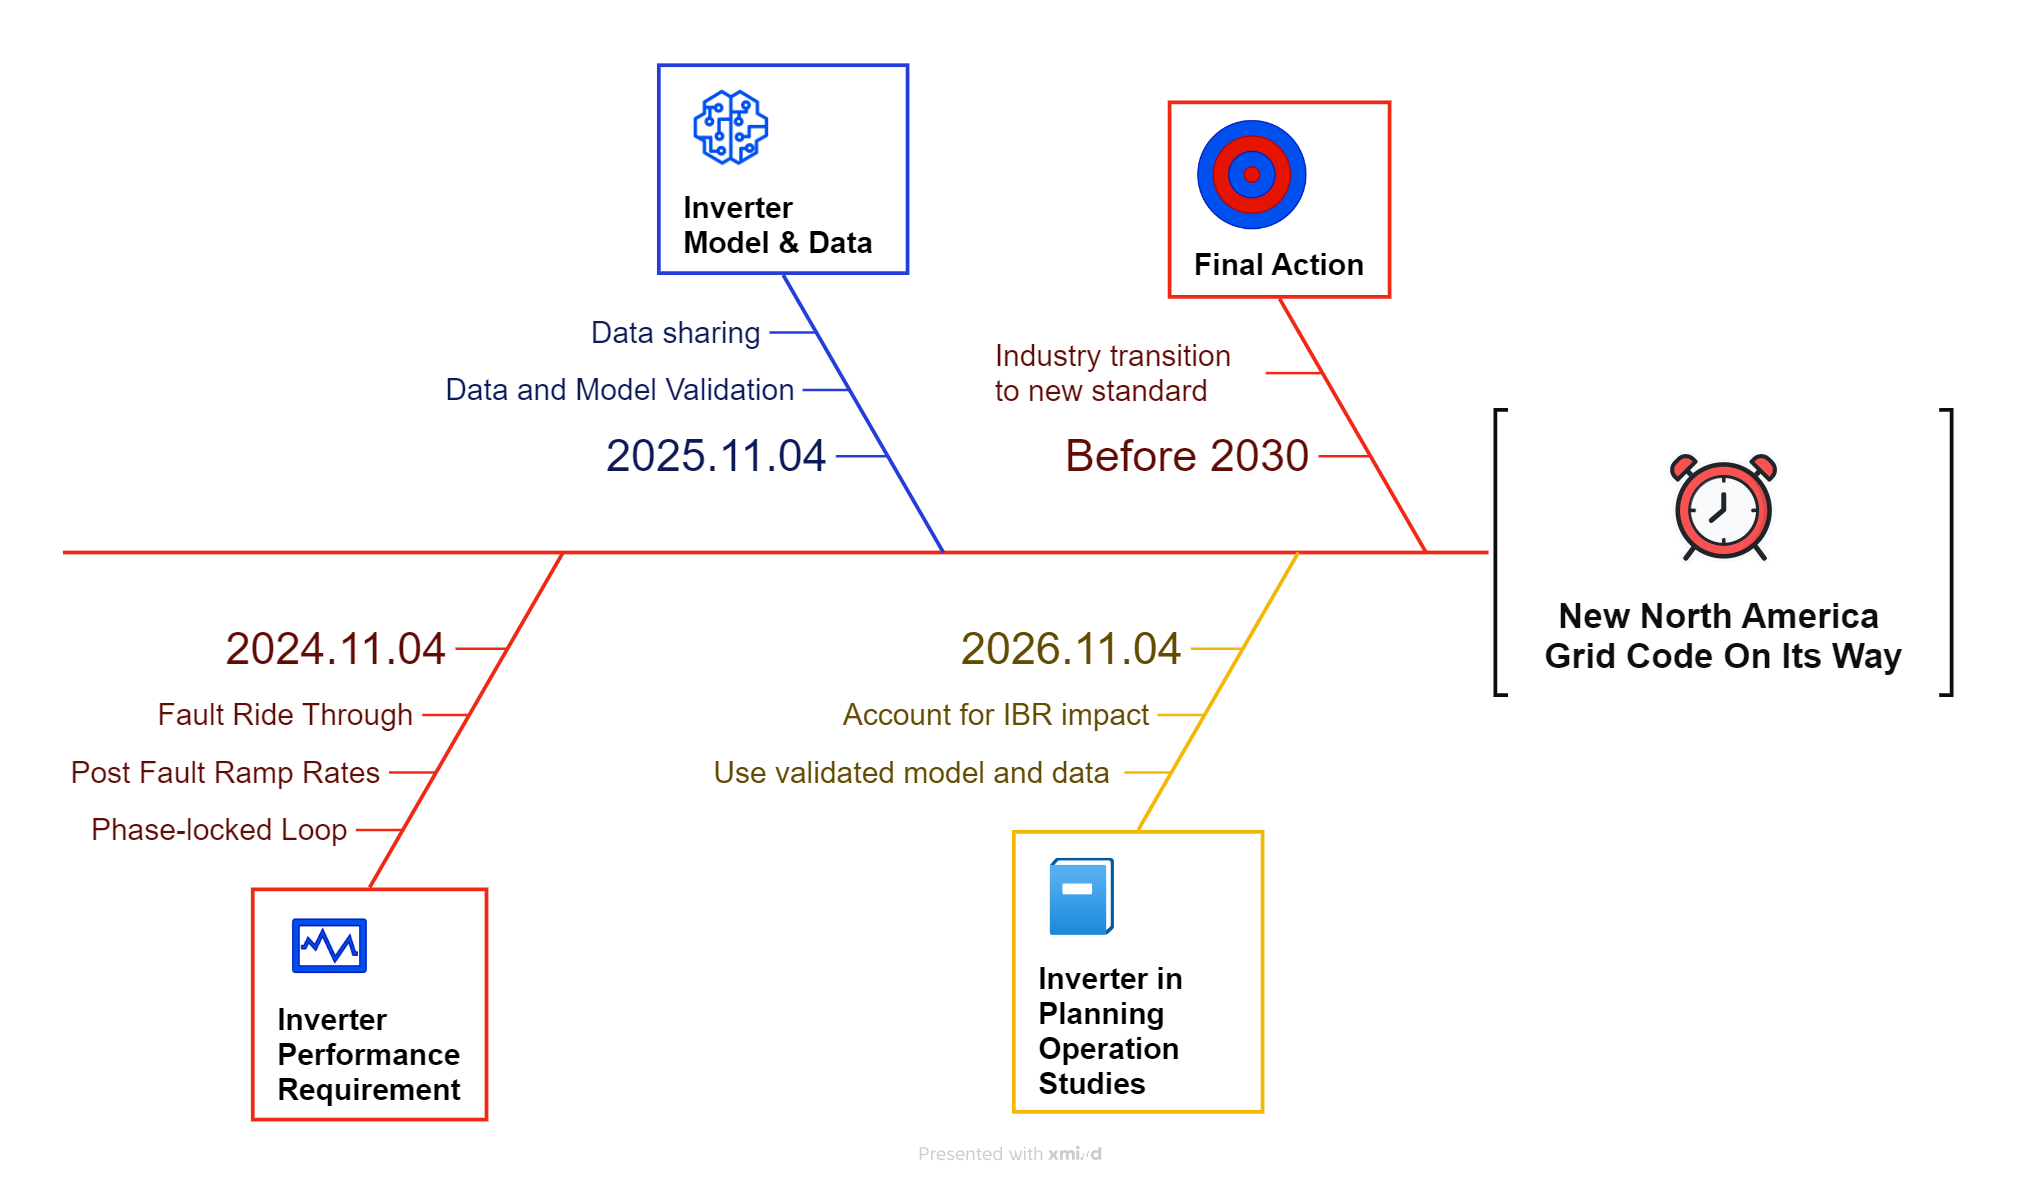 Inverter
Model & Data
Data sharing
Data and Model Validation
2025.11.04
Final Action
Industry transition
to new standard
Before 2030
New North America
Grid Code On Its Way
2024.11.04
Fault Ride Through
Post Fault Ramp Rates
Phase-locked Loop
Inverter
Performance
Requirement
2026.11.04
Account for IBR impact
Use validated model and data
Inverter in
Planning
Operation
Studies
Presented with xmind